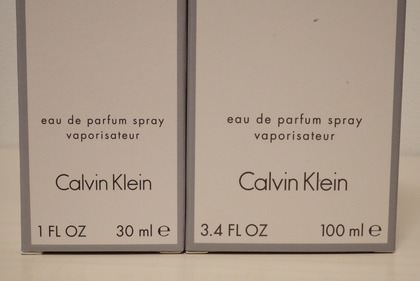 eau de parfum spray
vaporisateur
Calvin Klein
1 FL OZ 30 ml ℮
eau de parfum spray
vaporisateur
Calvin Klein
3.4 FL OZ 100 ml ℮